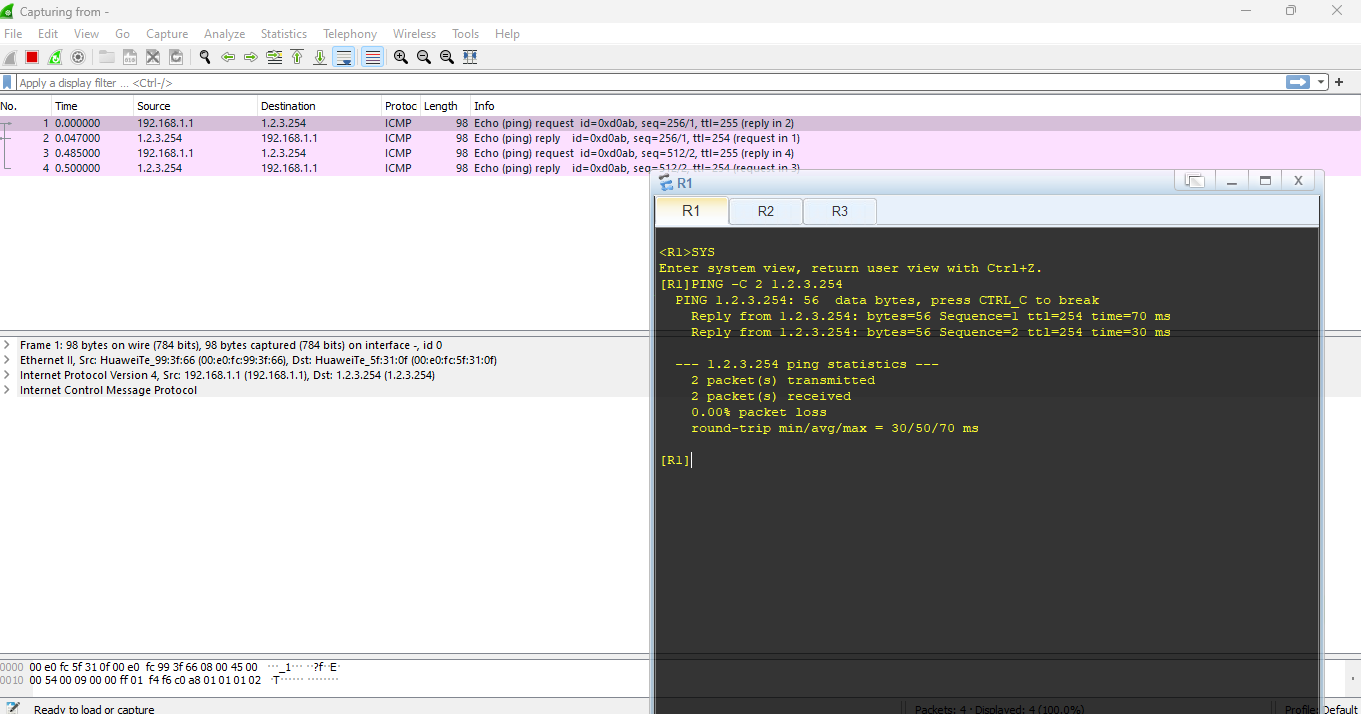 Capturing from -
File Edit View Go Capture Analyze Statistics Telephony Wireless Tools Help
Apply a display filter ... <Ctrl-/>
No. Time Source Destination Protoc Length Info
1 0.000000 192.168.1.1 1.2.3.254 ICMP 98 Echo (ping) request id=0xd0ab, seq=256/1, ttl=255 (reply in 2)
2 0.047000 1.2.3.254 192.168.1.1 ICMP 98 Echo (ping) reply id=0xd0ab, seq=256/1, ttl=254 (request in 1)
3 0.485000 192.168.1.1 1.2.3.254 ICMP 98 Echo (ping) request id=0xd0ab, seq=512/2, ttl=255 (reply in 4)
4 0.500000 1.2.3.254 192.168.1.1 ICMP 98 Echo (ping) reply id=0xd0ab, seq=512/2, ttl=254 (request in 3)
Frame 1: 98 bytes on wire (784 bits), 98 bytes captured (784 bits) on interface -, id 0
Ethernet II, Src: HuaweiTe_99:3f:66 (00:e0:fc:99:3f:66), Dst: HuaweiTe_5f:31:0f (00:e0:fc:5f:31:0f)
Internet Protocol Version 4, Src: 192.168.1.1 (192.168.1.1), Dst: 1.2.3.254 (1.2.3.254)
Internet Control Message Protocol
0000 00 e0 fc 5f 31 0f 00 e0 fc 99 3f 66 08 00 45 00 ···_1··· ··?f··E·
0010 00 54 00 09 00 00 ff 01 f4 f6 c0 a8 01 01 01 02 ·T······ ········
Ready to load or capture
Packets: 4 · Displayed: 4 (100.0%)
Profile: Default
R1
R1 R2 R3
<R1>SYS
Enter system view, return user view with Ctrl+Z.
[R1]PING -C 2 1.2.3.254
PING 1.2.3.254: 56 data bytes, press CTRL_C to break
Reply from 1.2.3.254: bytes=56 Sequence=1 ttl=254 time=70 ms
Reply from 1.2.3.254: bytes=56 Sequence=2 ttl=254 time=30 ms
--- 1.2.3.254 ping statistics ---
2 packet(s) transmitted
2 packet(s) received
0.00% packet loss
round-trip min/avg/max = 30/50/70 ms
[R1]